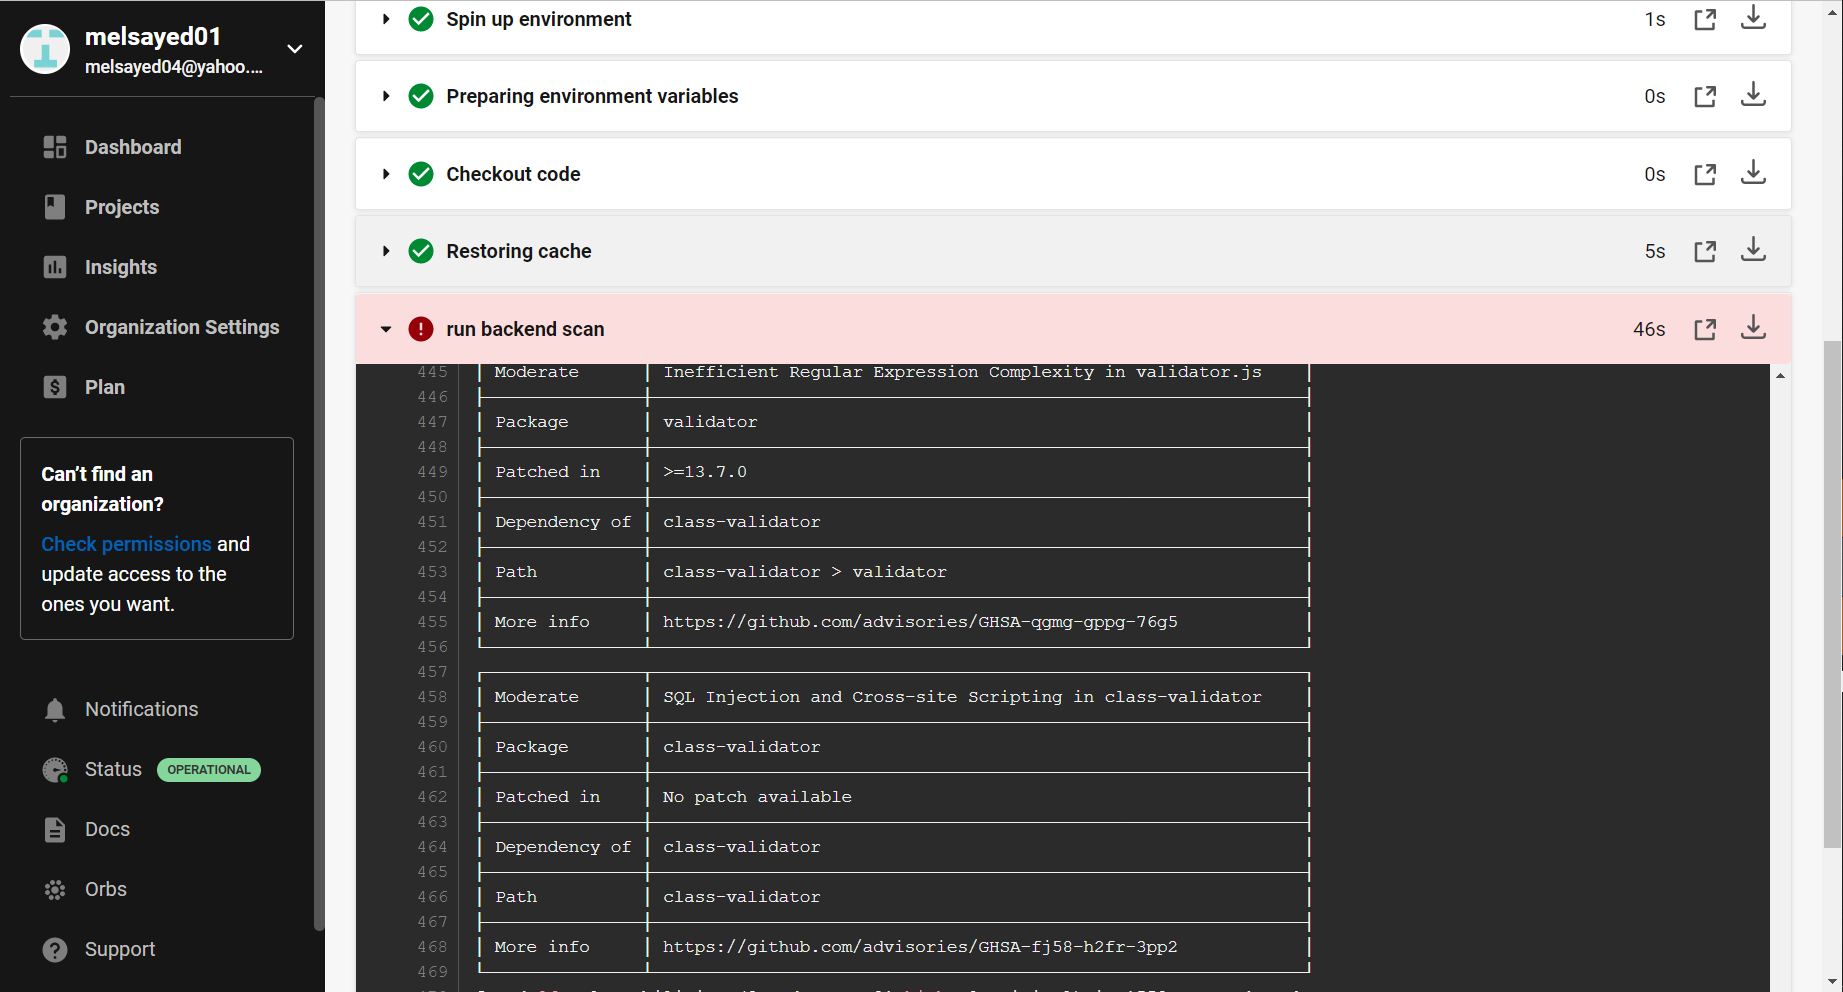 melsayed01
melsayed04@yahoo....
Dashboard
Projects
Insights
Organization Settings
Plan
Can't find an
organization?
Check permissions and
update access to the
ones you want.
Notifications
Status OPERATIONAL
Docs
Orbs
Support
Spin up environment 1s
Preparing environment variables 0s
Checkout code 0s
Restoring cache 5s
run backend scan 46s
445 Moderate Inefficient Regular Expression Complexity in validator.js
446
447 Package validator
448
449 Patched in >=13.7.0
450
451 Dependency of class-validator
452
453 Path class-validator > validator
454
455 More info https://github.com/advisories/GHSA-qgmg-gppg-76g5
456
457
458 Moderate SQL Injection and Cross-site Scripting in class-validator
459
460 Package class-validator
461
462 Patched in No patch available
463
464 Dependency of class-validator
465
466 Path class-validator
467
468 More info https://github.com/advisories/GHSA-fj58-h2fr-3pp2
469